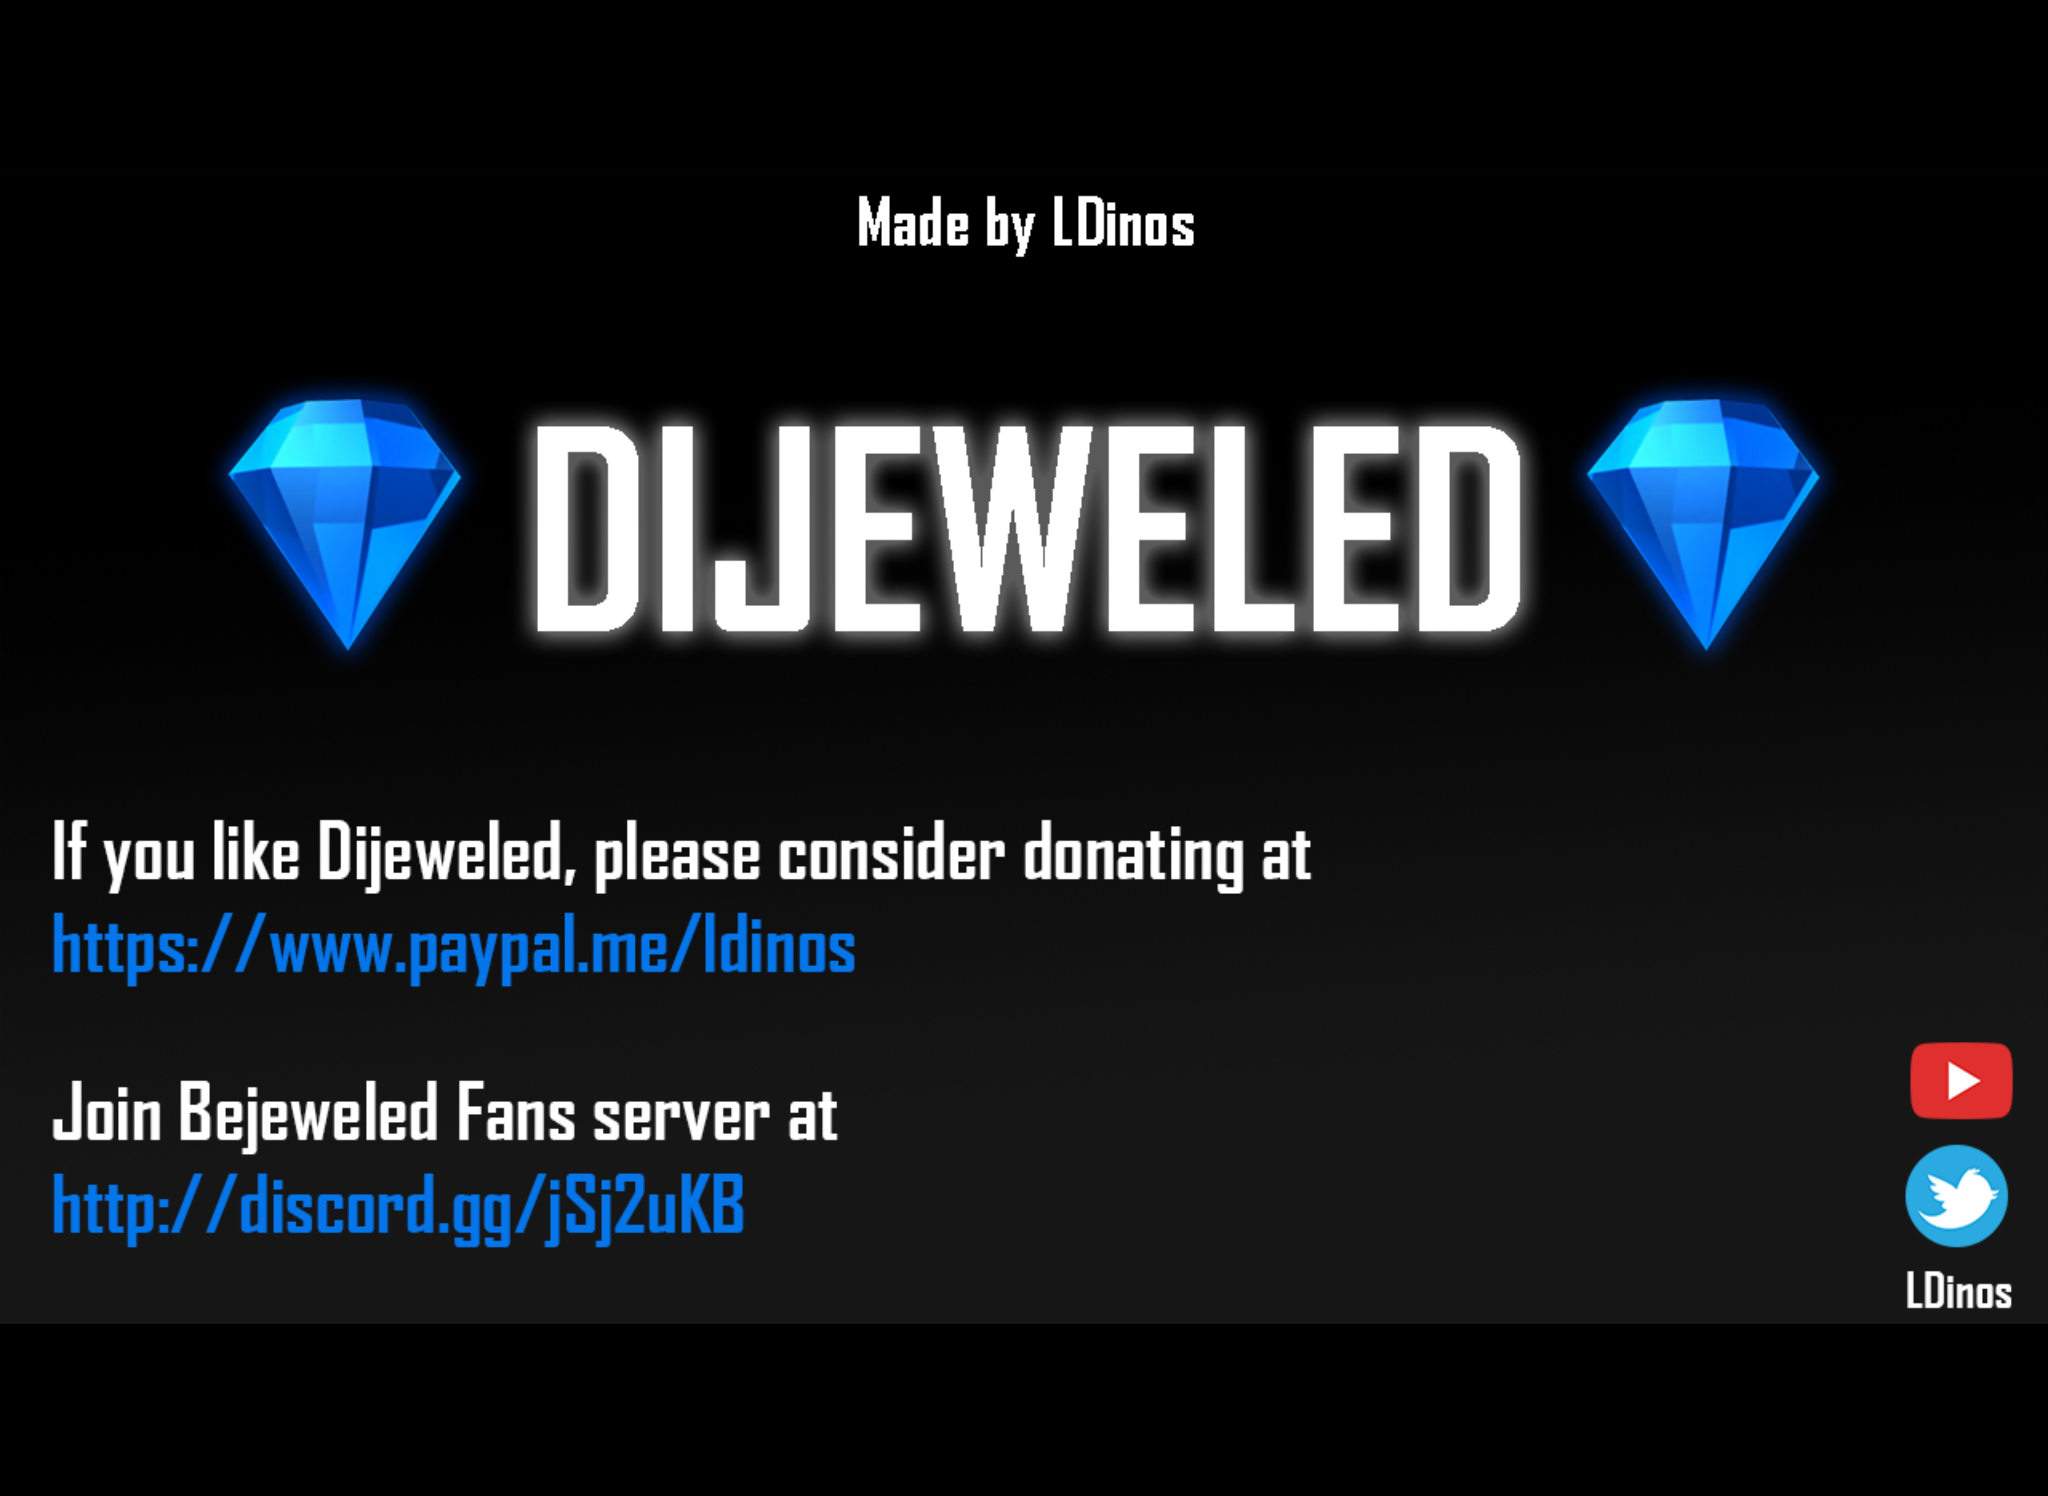 Made by LDinos
DIJEWELED
If you like Dijeweled, please consider donating at
https://www.paypal.me/ldinos
Join Bejeweled Fans server at
http://discord.gg/jSj2uKB
LDinos